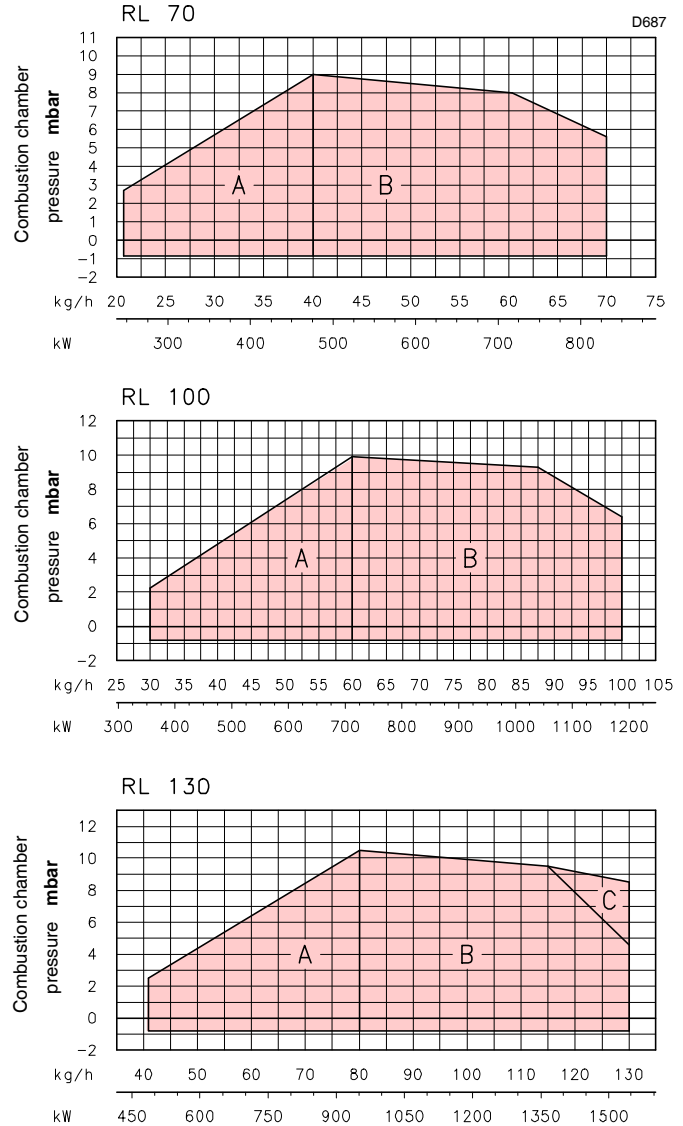 RL 70
D687
Combustion chamber
pressure mbar
11
10
9
8
7
6
5
4
3
2
1
0
−1
−2
A
B
kg/h 20 25 30 35 40 45 50 55 60 65 70 75
kW 300 400 500 600 700 800
RL 100
Combustion chamber
pressure mbar
12
10
8
6
4
2
0
−2
A
B
kg/h 25 30 35 40 45 50 55 60 65 70 75 80 85 90 95 100 105
kW 300 400 500 600 700 800 900 1000 1100 1200
RL 130
Combustion chamber
pressure mbar
12
10
8
6
4
2
0
−2
A
B
C
kg/h 40 50 60 70 80 90 100 110 120 130
kW 450 600 750 900 1050 1200 1350 1500